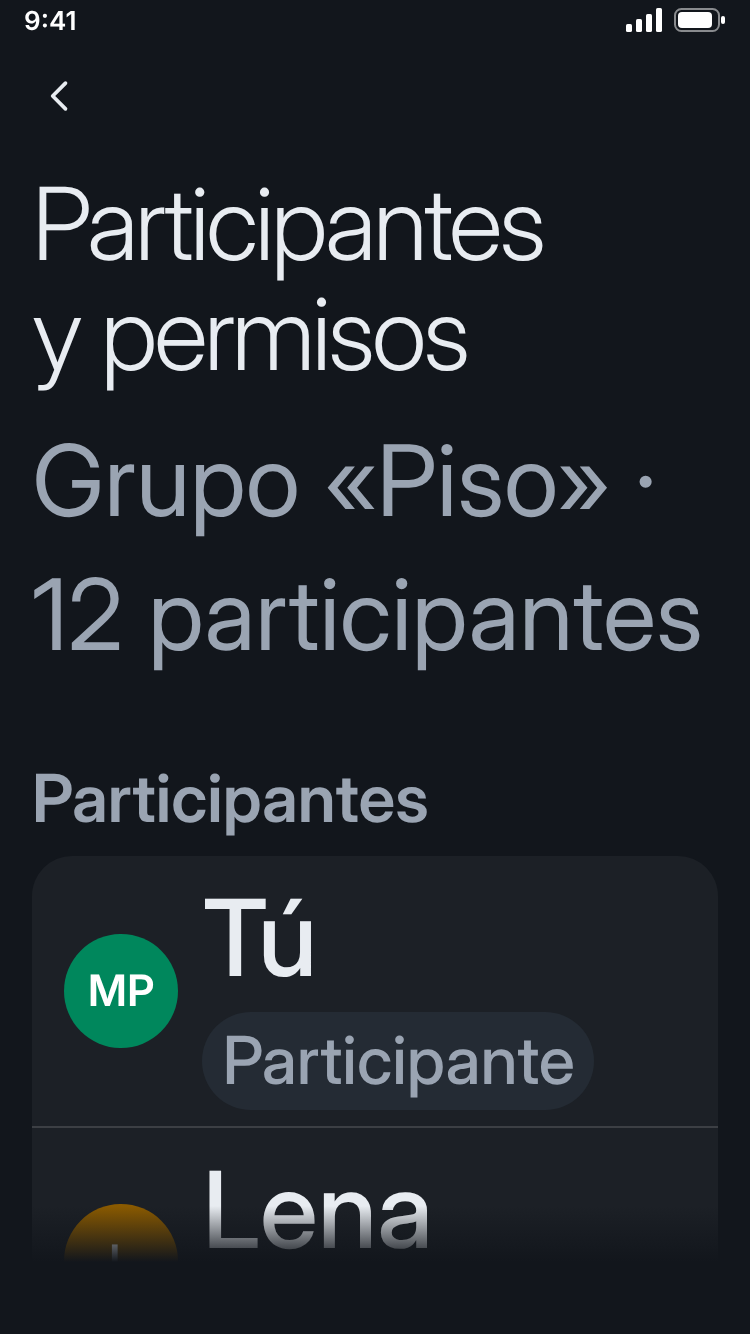 9:41
Participantes
y permisos
Grupo «Piso» ·
12 participantes
Participantes
MP
Tú
Participante
Lena